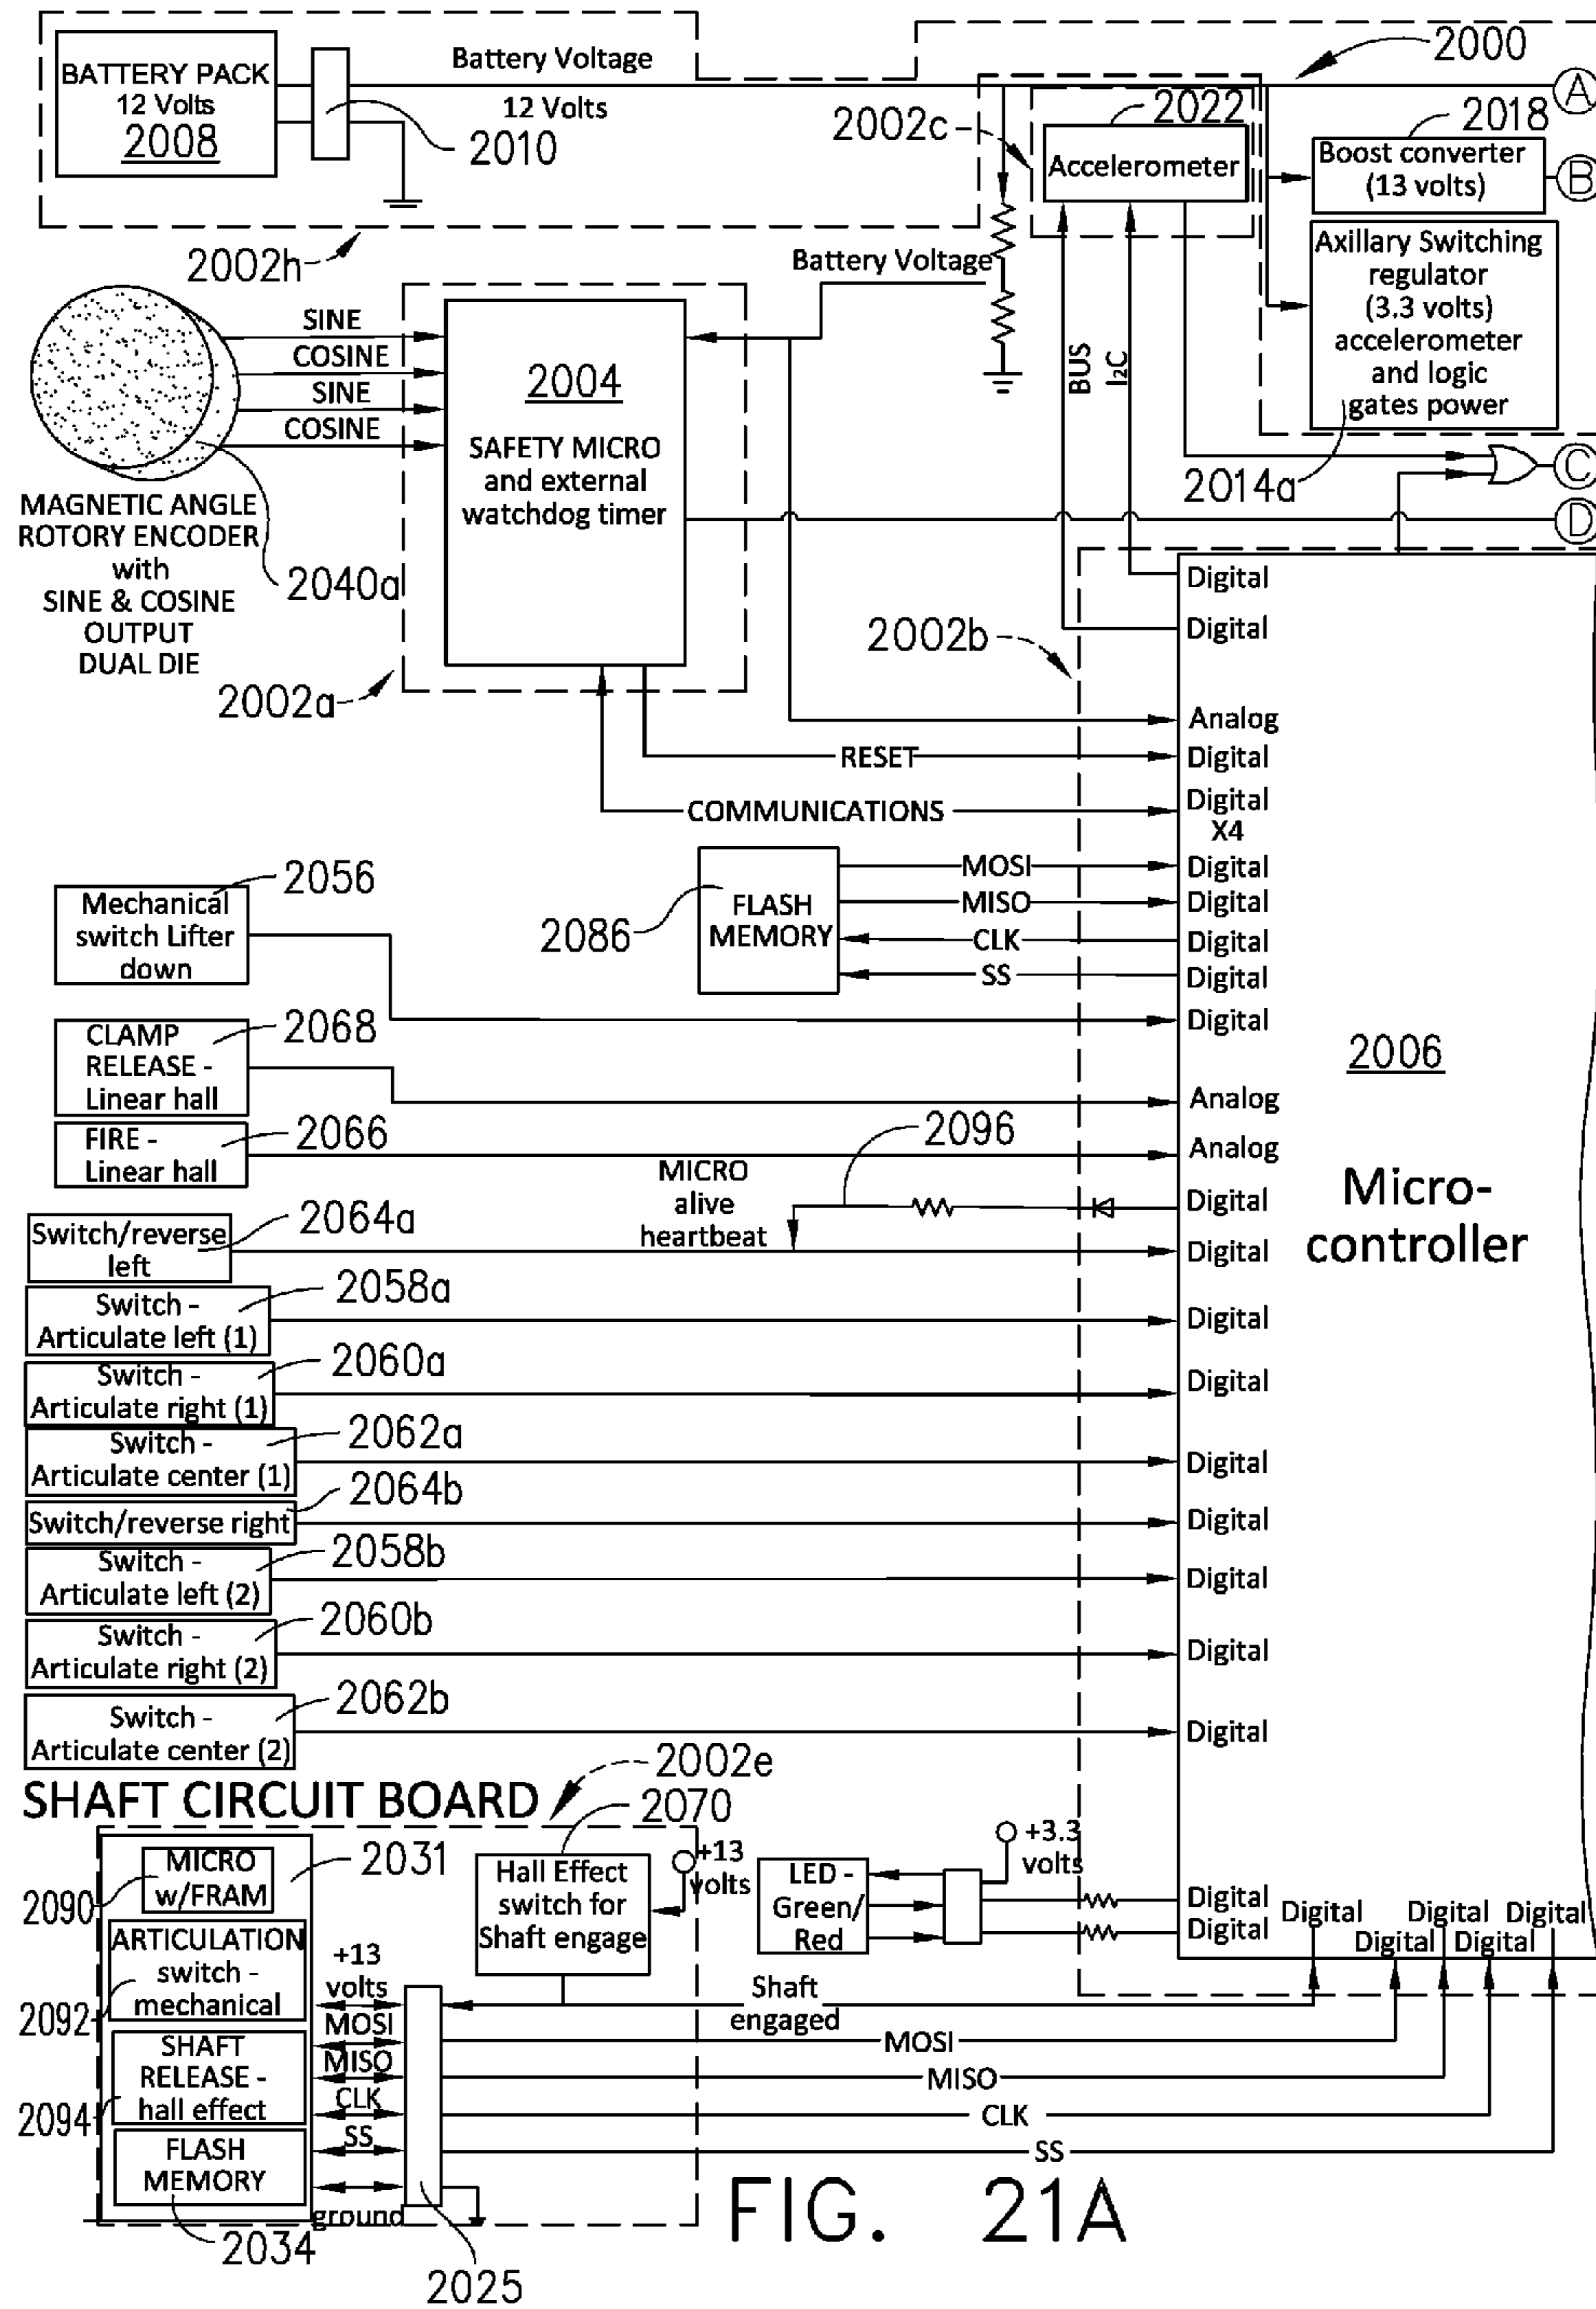 BATTERY PACK
12 Volts
2008
Battery Voltage
12 Volts
2010
2000
A
2002c
2022
Accelerometer
2018
Boost converter
(13 volts)
B
Axillary Switching
regulator
(3.3 volts)
accelerometer
and logic
gates power
2014a
C
D
2002h
Battery Voltage
BUS
I2C
SINE
COSINE
SINE
COSINE
2004
SAFETY MICRO
and external
watchdog timer
MAGNETIC ANGLE
ROTORY ENCODER
with
SINE & COSINE
OUTPUT
DUAL DIE
2040a
2002a
2002b
Digital
Digital
Analog
RESET
Digital
COMMUNICATIONS
Digital
X4
2086
FLASH
MEMORY
MOSI
Digital
MISO
Digital
CLK
Digital
SS
Digital
2056
Mechanical
switch Lifter
down
Digital
2068
CLAMP
RELEASE -
Linear hall
Analog
2066
FIRE -
Linear hall
Analog
2006
Micro-
controller
2096
MICRO
alive
heartbeat
Digital
2064a
Switch/reverse
left
Digital
2058a
Switch -
Articulate left (1)
Digital
2060a
Switch -
Articulate right (1)
Digital
2062a
Switch -
Articulate center (1)
Digital
2064b
Switch/reverse right
Digital
2058b
Switch -
Articulate left (2)
Digital
2060b
Switch -
Articulate right (2)
Digital
2062b
Switch -
Articulate center (2)
Digital
SHAFT CIRCUIT BOARD
2002e
2070
Hall Effect
switch for
Shaft engage
+13
volts
LED -
Green/
Red
+3.3
volts
Digital
Digital
Digital
Digital
Digital
Digital
Digital
2031
MICRO
w/FRAM
2090
ARTICULATION
switch -
mechanical
2092
SHAFT
RELEASE -
hall effect
2094
FLASH
MEMORY
2034
+13
volts
MOSI
MISO
CLK
SS
ground
2025
Shaft
engaged
MOSI
MISO
CLK
SS
FIG. 21A